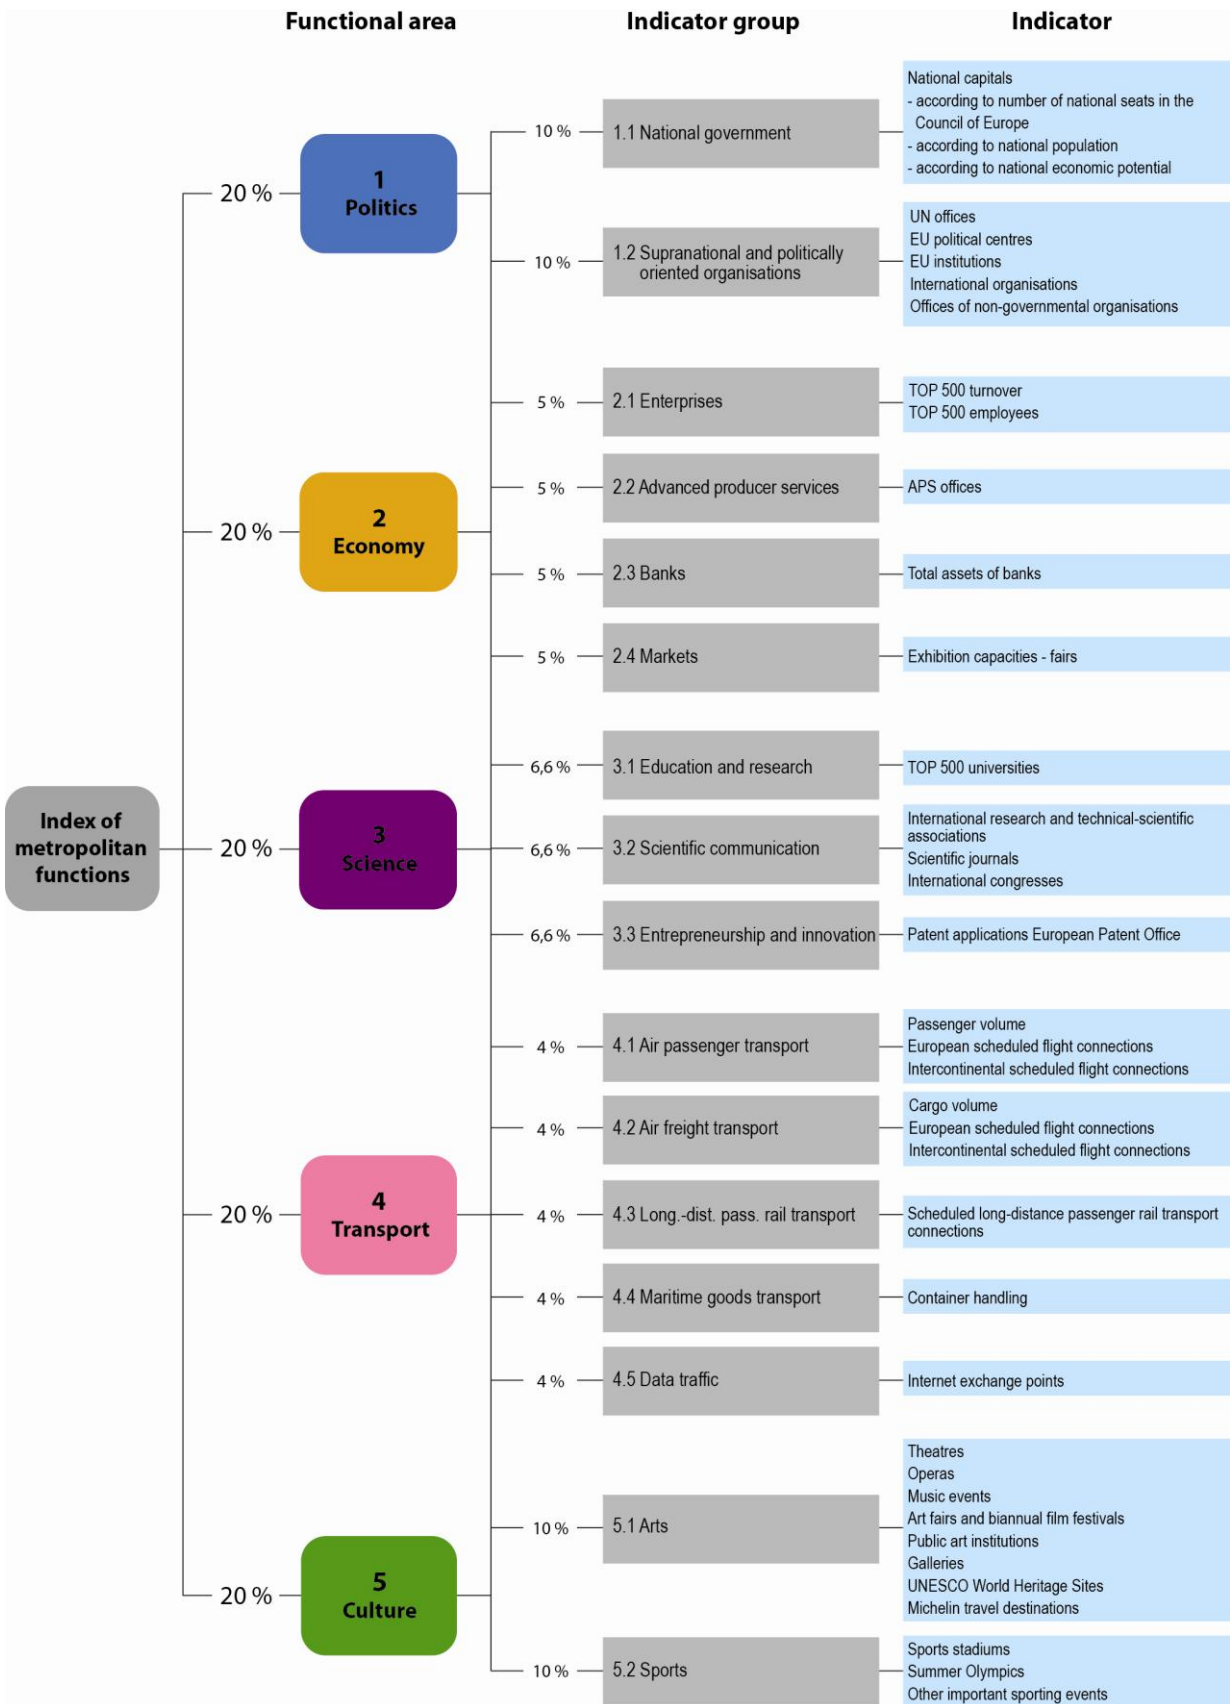 Functional area
Indicator group
Indicator
Index of
metropolitan
functions
20 %
1
Politics
10 %
1.1 National government
National capitals
- according to number of national seats in the
Council of Europe
- according to national population
- according to national economic potential
10 %
1.2 Supranational and politically
oriented organisations
UN offices
EU political centres
EU institutions
International organisations
Offices of non-governmental organisations
20 %
2
Economy
5 %
2.1 Enterprises
TOP 500 turnover
TOP 500 employees
5 %
2.2 Advanced producer services
APS offices
5 %
2.3 Banks
Total assets of banks
5 %
2.4 Markets
Exhibition capacities - fairs
20 %
3
Science
6,6 %
3.1 Education and research
TOP 500 universities
6,6 %
3.2 Scientific communication
International research and technical-scientific
associations
Scientific journals
International congresses
6,6 %
3.3 Entrepreneurship and innovation
Patent applications European Patent Office
20 %
4
Transport
4 %
4.1 Air passenger transport
Passenger volume
European scheduled flight connections
Intercontinental scheduled flight connections
4 %
4.2 Air freight transport
Cargo volume
European scheduled flight connections
Intercontinental scheduled flight connections
4 %
4.3 Long.-dist. pass. rail transport
Scheduled long-distance passenger rail transport
connections
4 %
4.4 Maritime goods transport
Container handling
4 %
4.5 Data traffic
Internet exchange points
20 %
5
Culture
10 %
5.1 Arts
Theatres
Operas
Music events
Art fairs and biannual film festivals
Public art institutions
Galleries
UNESCO World Heritage Sites
Michelin travel destinations
10 %
5.2 Sports
Sports stadiums
Summer Olympics
Other important sporting events